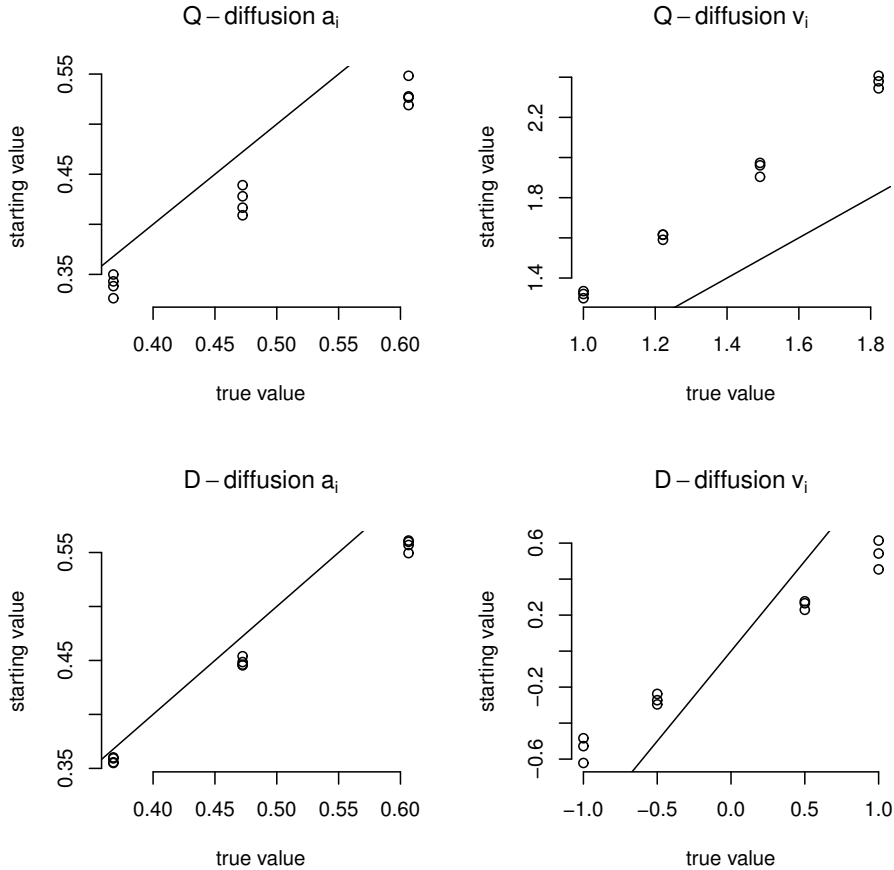 Q − diffusion aᵢ
starting value
0.55
0.45
0.35
0.40 0.45 0.50 0.55 0.60
true value
Q − diffusion vᵢ
starting value
2.2
1.8
1.4
1.0 1.2 1.4 1.6 1.8
true value
D − diffusion aᵢ
starting value
0.55
0.45
0.35
0.40 0.45 0.50 0.55 0.60
true value
D − diffusion vᵢ
starting value
0.6
0.2
−0.2
−0.6
−1.0 −0.5 0.0 0.5 1.0
true value